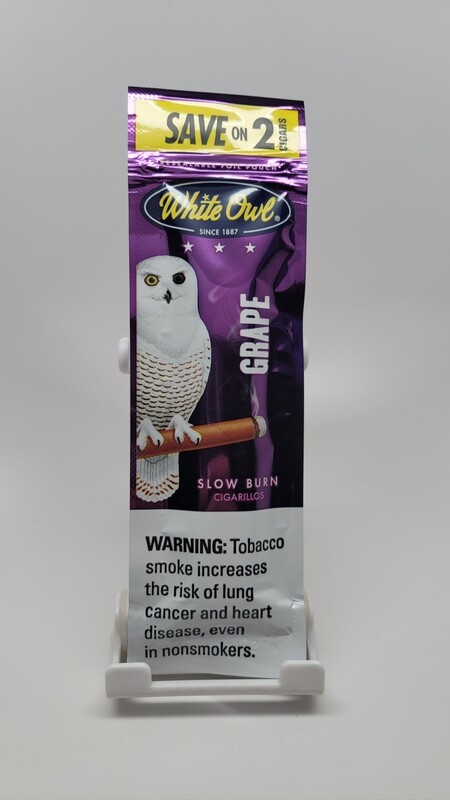 SAVE ON 2 CIGARS
RESEALABLE FOIL POUCH
White Owl®
SINCE 1887
GRAPE
SLOW BURN
CIGARILLOS
WARNING: Tobacco
smoke increases
the risk of lung
cancer and heart
disease, even
in nonsmokers.